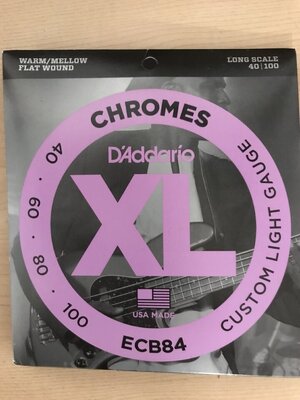 WARM/MELLOW
FLAT WOUND
LONG SCALE
40|100
CHROMES
D'Addario
XL
40 · 60 · 80 · 100
CUSTOM LIGHT GAUGE
USA MADE
ECB84